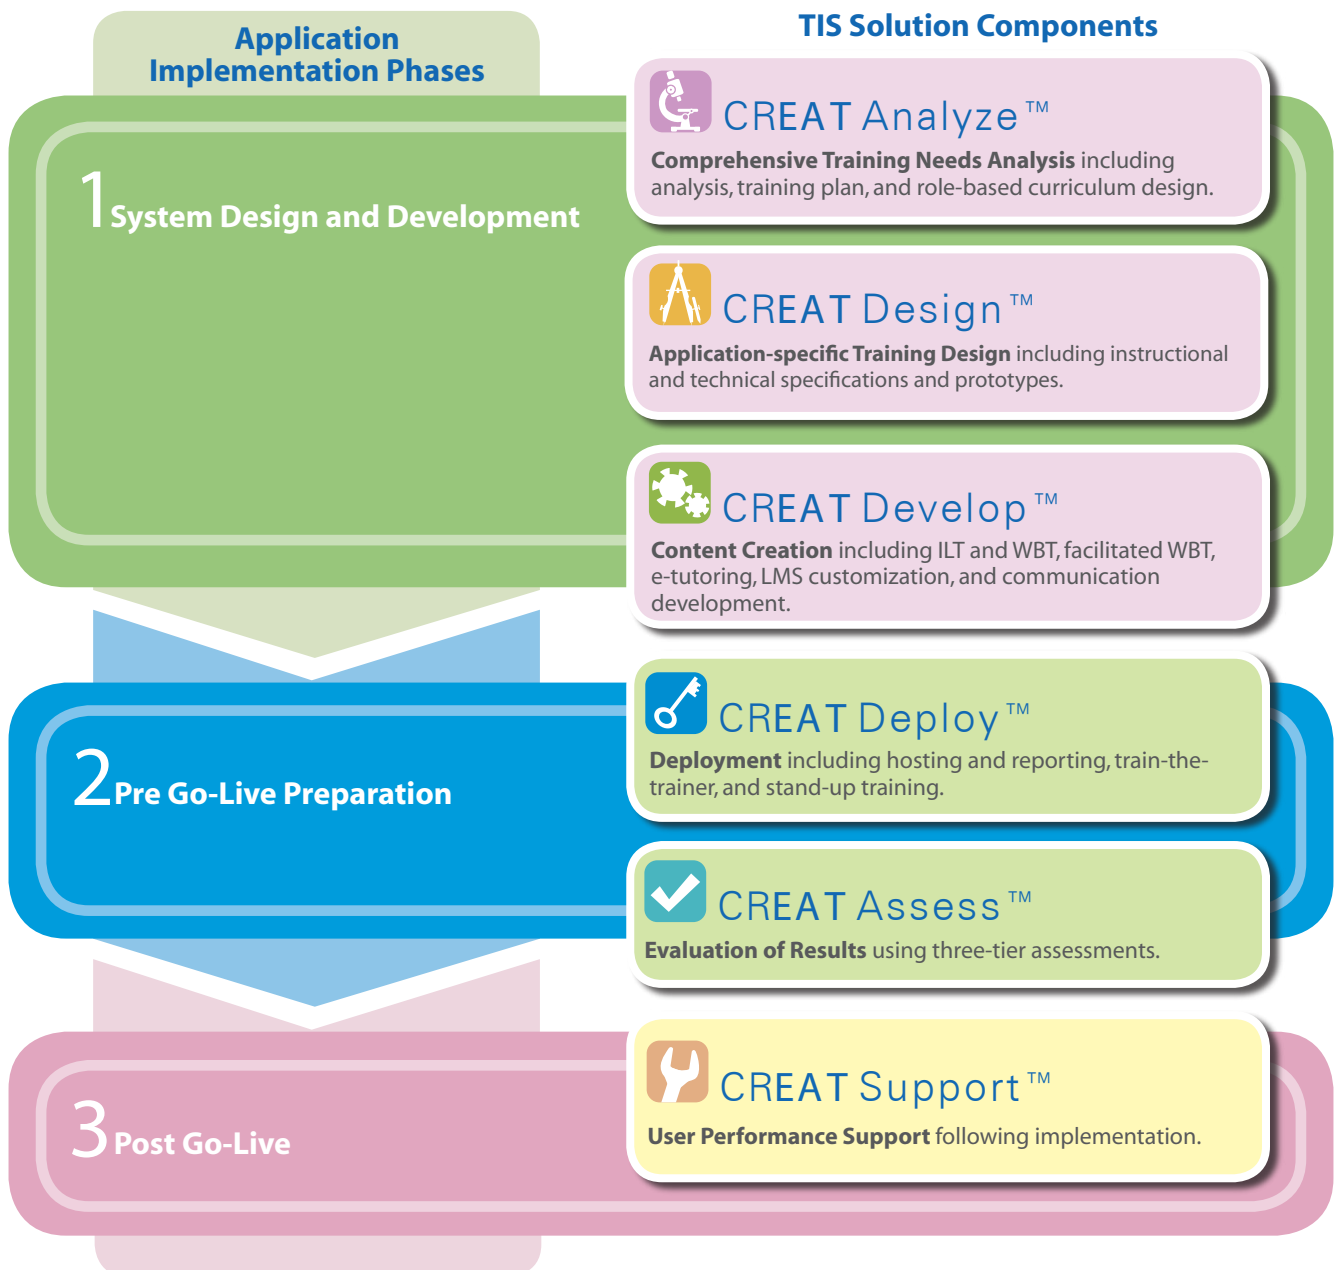 Application
Implementation Phases
TIS Solution Components
1 System Design and Development
CREAT Analyze™
Comprehensive Training Needs Analysis including
analysis, training plan, and role-based curriculum design.
CREAT Design™
Application-specific Training Design including instructional
and technical specifications and prototypes.
CREAT Develop™
Content Creation including ILT and WBT, facilitated WBT,
e-tutoring, LMS customization, and communication
development.
2 Pre Go-Live Preparation
CREAT Deploy™
Deployment including hosting and reporting, train-the-
trainer, and stand-up training.
CREAT Assess™
Evaluation of Results using three-tier assessments.
3 Post Go-Live
CREAT Support™
User Performance Support following implementation.